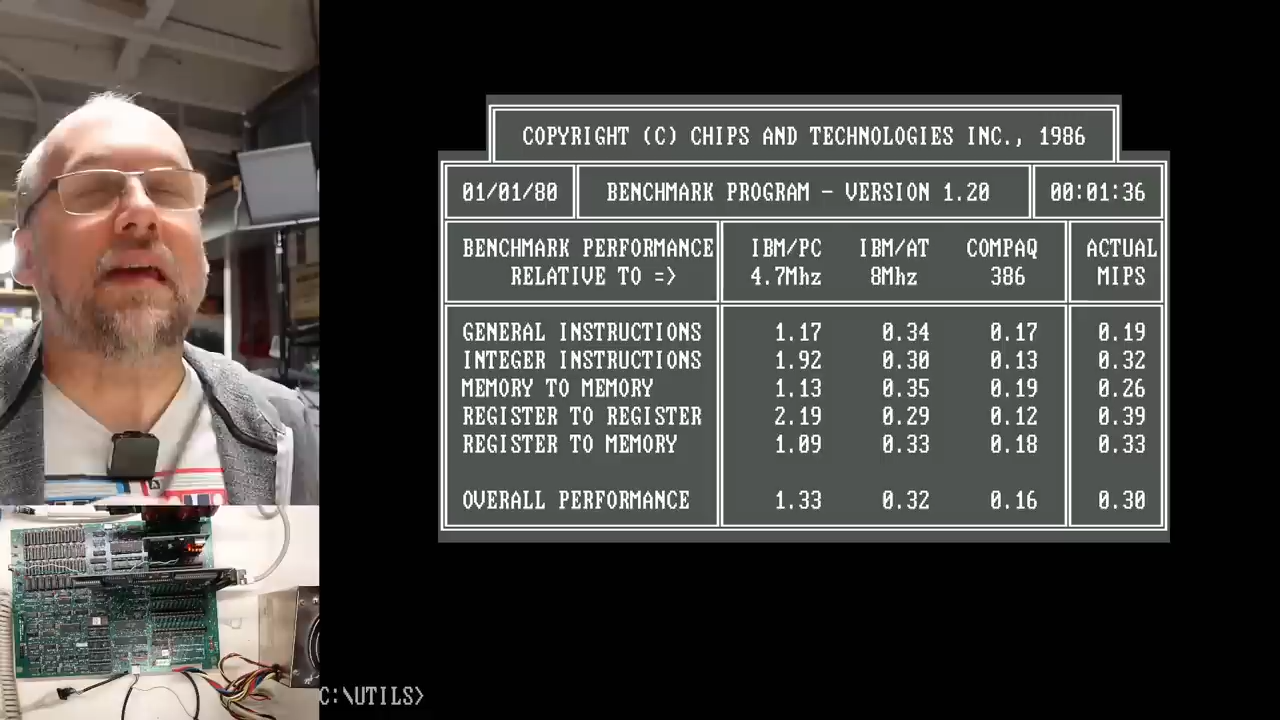 COPYRIGHT (C) CHIPS AND TECHNOLOGIES INC., 1986
01/01/80 BENCHMARK PROGRAM - VERSION 1.20 00:01:36
BENCHMARK PERFORMANCE IBM/PC IBM/AT COMPAQ ACTUAL
RELATIVE TO => 4.7Mhz 8Mhz 386 MIPS
GENERAL INSTRUCTIONS 1.17 0.34 0.17 0.19
INTEGER INSTRUCTIONS 1.92 0.30 0.13 0.32
MEMORY TO MEMORY 1.13 0.35 0.19 0.26
REGISTER TO REGISTER 2.19 0.29 0.12 0.39
REGISTER TO MEMORY 1.09 0.33 0.18 0.33
OVERALL PERFORMANCE 1.33 0.32 0.16 0.30
C:\UTILS>